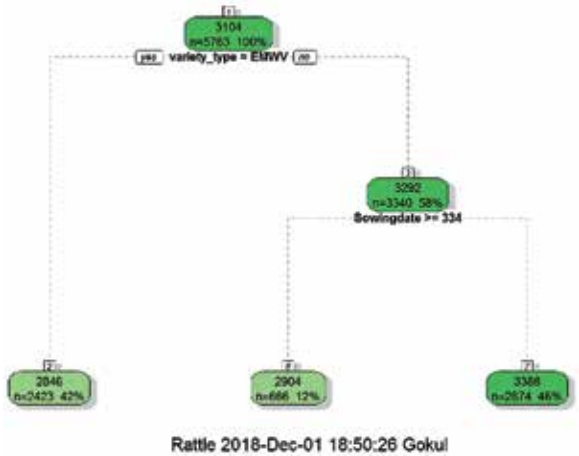 1
3104
n=5763 100%
yes variety_type = EMWV no
3
3292
n=3340 58%
Sowingdate >= 334
2 6 7
2846 2904 3388
n=2423 42% n=666 12% n=2674 46%
Rattle 2018-Dec-01 18:50:26 Gokul